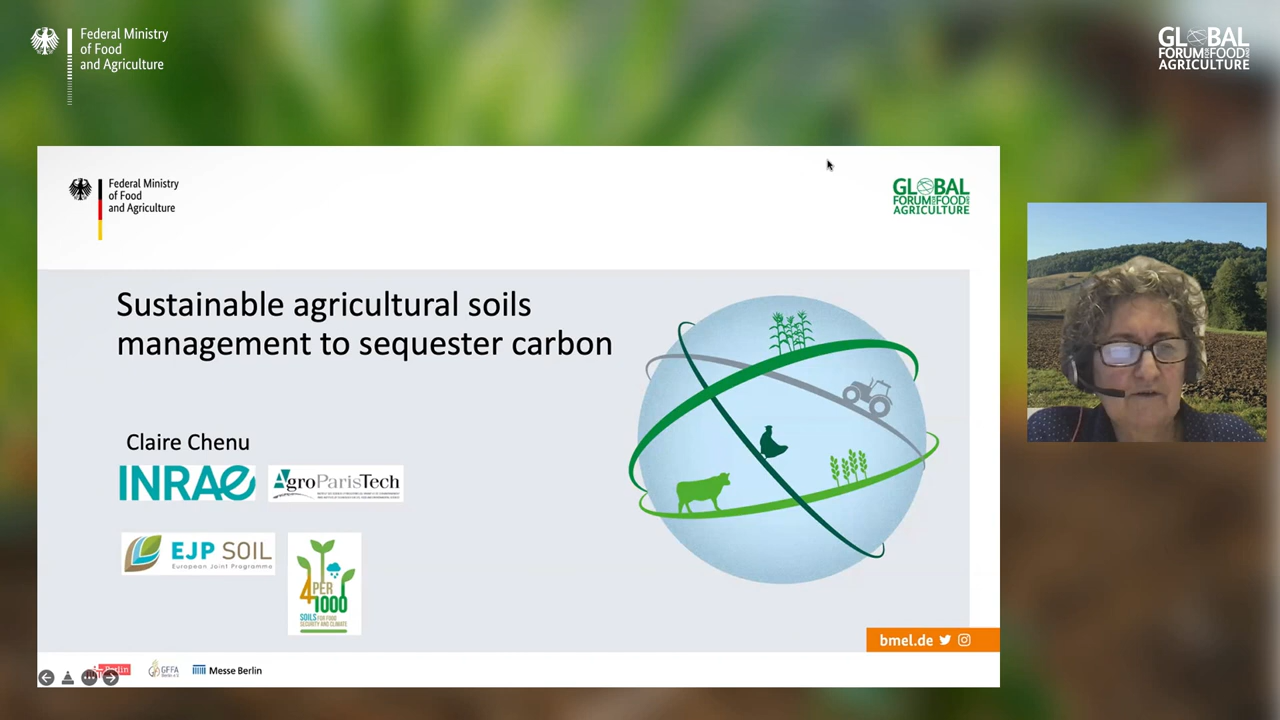 Federal Ministry
of Food
and Agriculture
GLOBAL
FORUM FOR FOOD AND
AGRICULTURE
Federal Ministry
of Food
and Agriculture
GLOBAL
FORUM FOR FOOD AND
AGRICULTURE
Sustainable agricultural soils
management to sequester carbon
Claire Chenu
INRAE
AgroParisTech
EJP SOIL
European Joint Programme
4 PER
1000
SOILS FOR FOOD
SECURITY AND CLIMATE
bmel.de
Berlin
GFFA
Messe Berlin